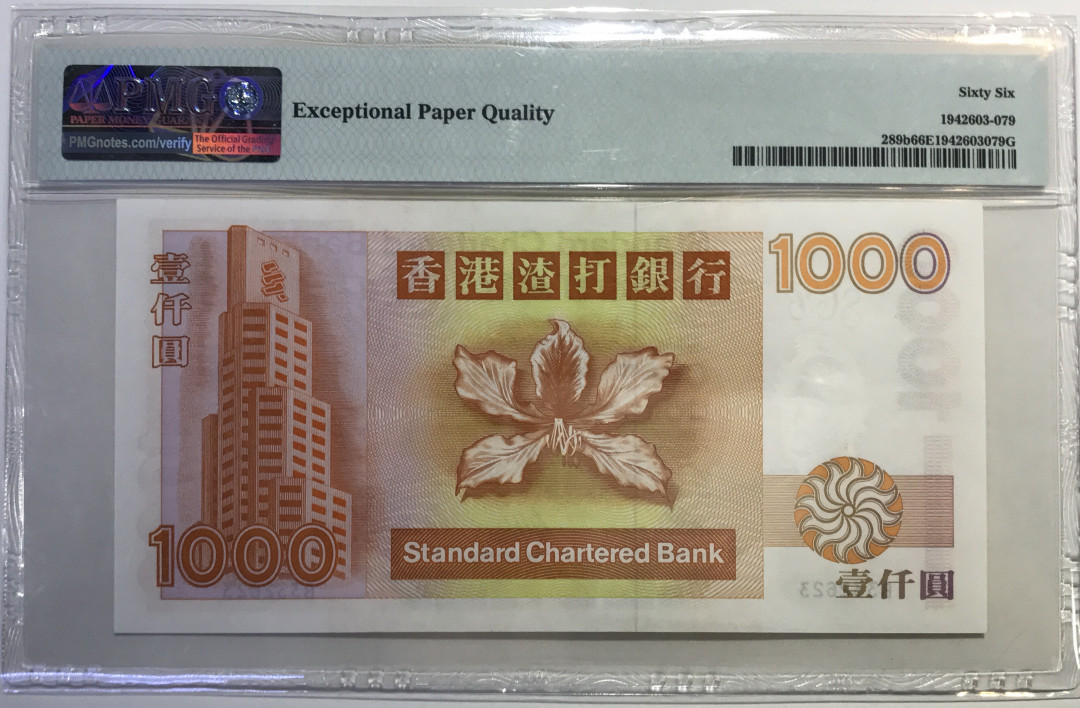 PMG
PAPER MONEY GUARANTY
PMGnotes.com/verify
The Official Grading
Service of the PNG
Exceptional Paper Quality
Sixty Six
1942603-079
289b66E1942603079G
壹仟圓
香港渣打銀行
1000
1000
Standard Chartered Bank
壹仟圓